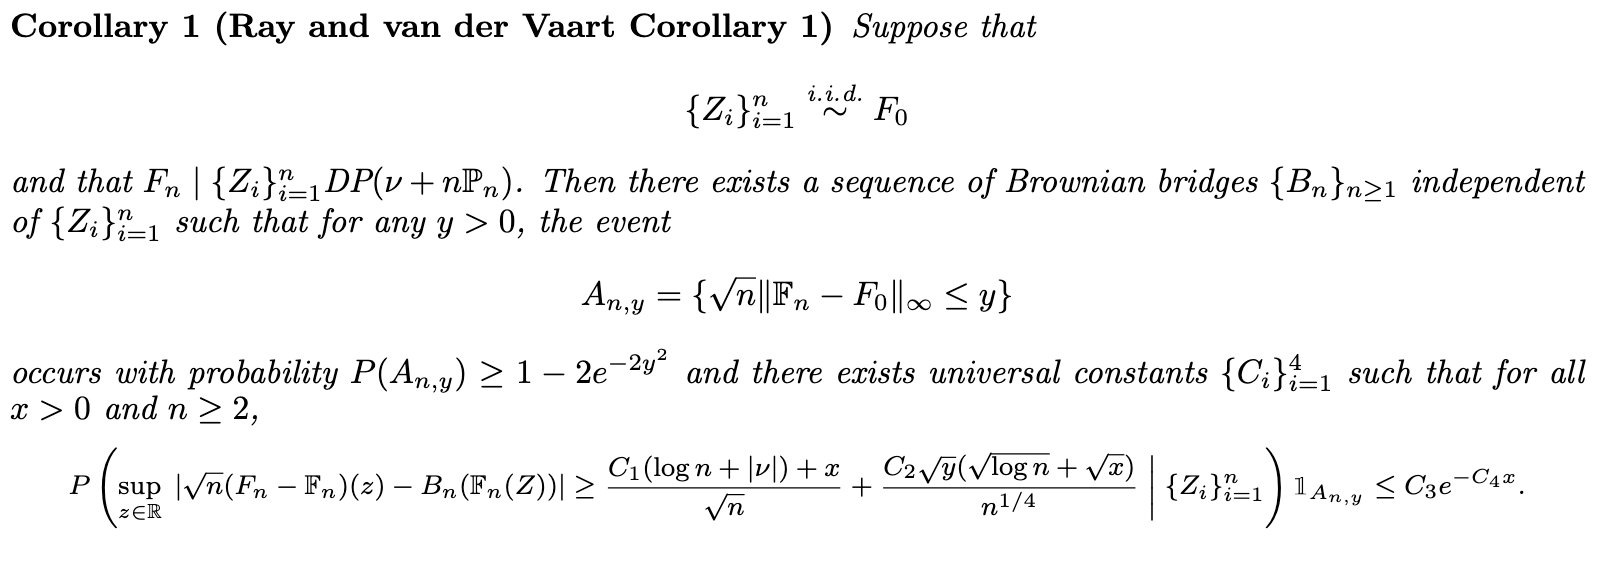 Corollary 1 (Ray and van der Vaart Corollary 1) Suppose that
$\{Z_i\}_{i=1}^n \overset{i.i.d.}{\sim} F_0$
and that $F_n \mid \{Z_i\}_{i=1}^n DP(\nu + n\mathbb{P}_n)$. Then there exists a sequence of Brownian bridges $\{B_n\}_{n\geq 1}$ independent
of $\{Z_i\}_{i=1}^n$ such that for any $y > 0$, the event
$A_{n,y} = \{\sqrt{n}\|\mathbb{F}_n - F_0\|_\infty \leq y\}$
occurs with probability $P(A_{n,y}) \geq 1 - 2e^{-2y^2}$ and there exists universal constants $\{C_i\}_{i=1}^4$ such that for all
$x > 0$ and $n \geq 2$,
$P\left(\sup_{z\in\mathbb{R}} |\sqrt{n}(F_n - \mathbb{F}_n)(z) - B_n(\mathbb{F}_n(Z))| \geq \frac{C_1(\log n + |\nu|) + x}{\sqrt{n}} + \frac{C_2\sqrt{y}(\sqrt{\log n} + \sqrt{x})}{n^{1/4}} \,\middle|\, \{Z_i\}_{i=1}^n\right) \mathbb{1}_{A_{n,y}} \leq C_3 e^{-C_4 x}.$